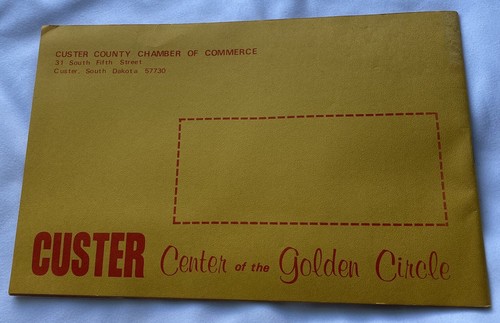 CUSTER COUNTY CHAMBER OF COMMERCE
31 South Fifth Street
Custer, South Dakota 57730
CUSTER Center of the Golden Circle